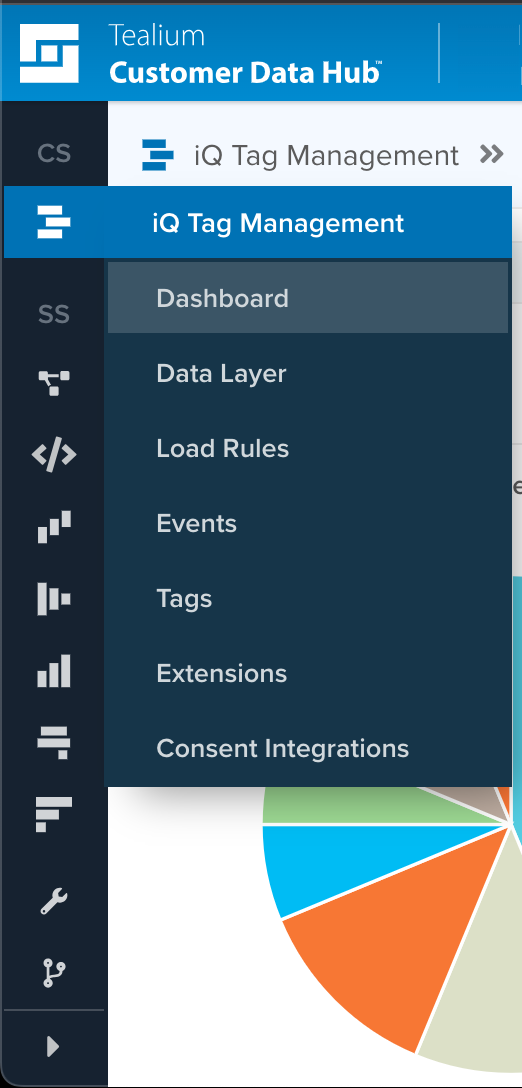 Tealium
Customer Data Hub™
CS
iQ Tag Management
iQ Tag Management
SS
Dashboard
Data Layer
Load Rules
Events
Tags
Extensions
Consent Integrations